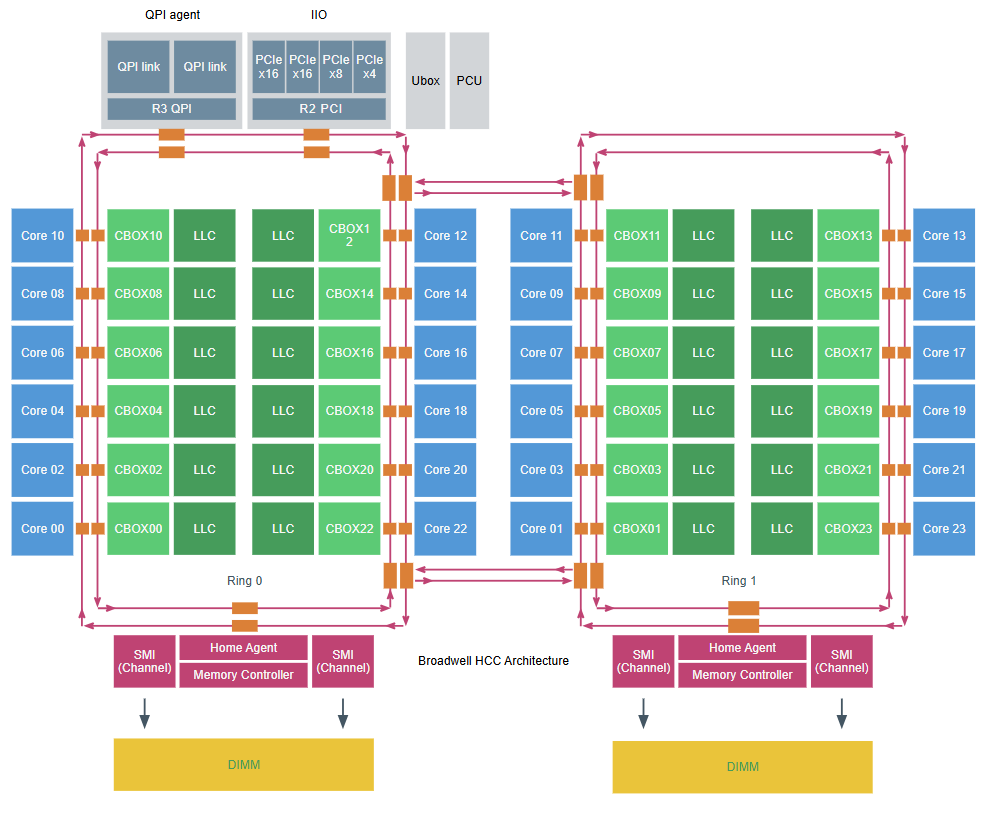 QPI agent
IIO
QPI link
QPI link
PCIe
x16
PCIe
x16
PCIe
x8
PCIe
x4
Ubox
PCU
R3 QPI
R2 PCI
Core 10
CBOX10
LLC
LLC
CBOX1
2
Core 12
Core 11
CBOX11
LLC
LLC
CBOX13
Core 13
Core 08
CBOX08
LLC
LLC
CBOX14
Core 14
Core 09
CBOX09
LLC
LLC
CBOX15
Core 15
Core 06
CBOX06
LLC
LLC
CBOX16
Core 16
Core 07
CBOX07
LLC
LLC
CBOX17
Core 17
Core 04
CBOX04
LLC
LLC
CBOX18
Core 18
Core 05
CBOX05
LLC
LLC
CBOX19
Core 19
Core 02
CBOX02
LLC
LLC
CBOX20
Core 20
Core 03
CBOX03
LLC
LLC
CBOX21
Core 21
Core 00
CBOX00
LLC
LLC
CBOX22
Core 22
Core 01
CBOX01
LLC
LLC
CBOX23
Core 23
Ring 0
Ring 1
SMI
(Channel)
Home Agent
Memory Controller
SMI
(Channel)
Broadwell HCC Architecture
SMI
(Channel)
Home Agent
Memory Controller
SMI
(Channel)
DIMM
DIMM